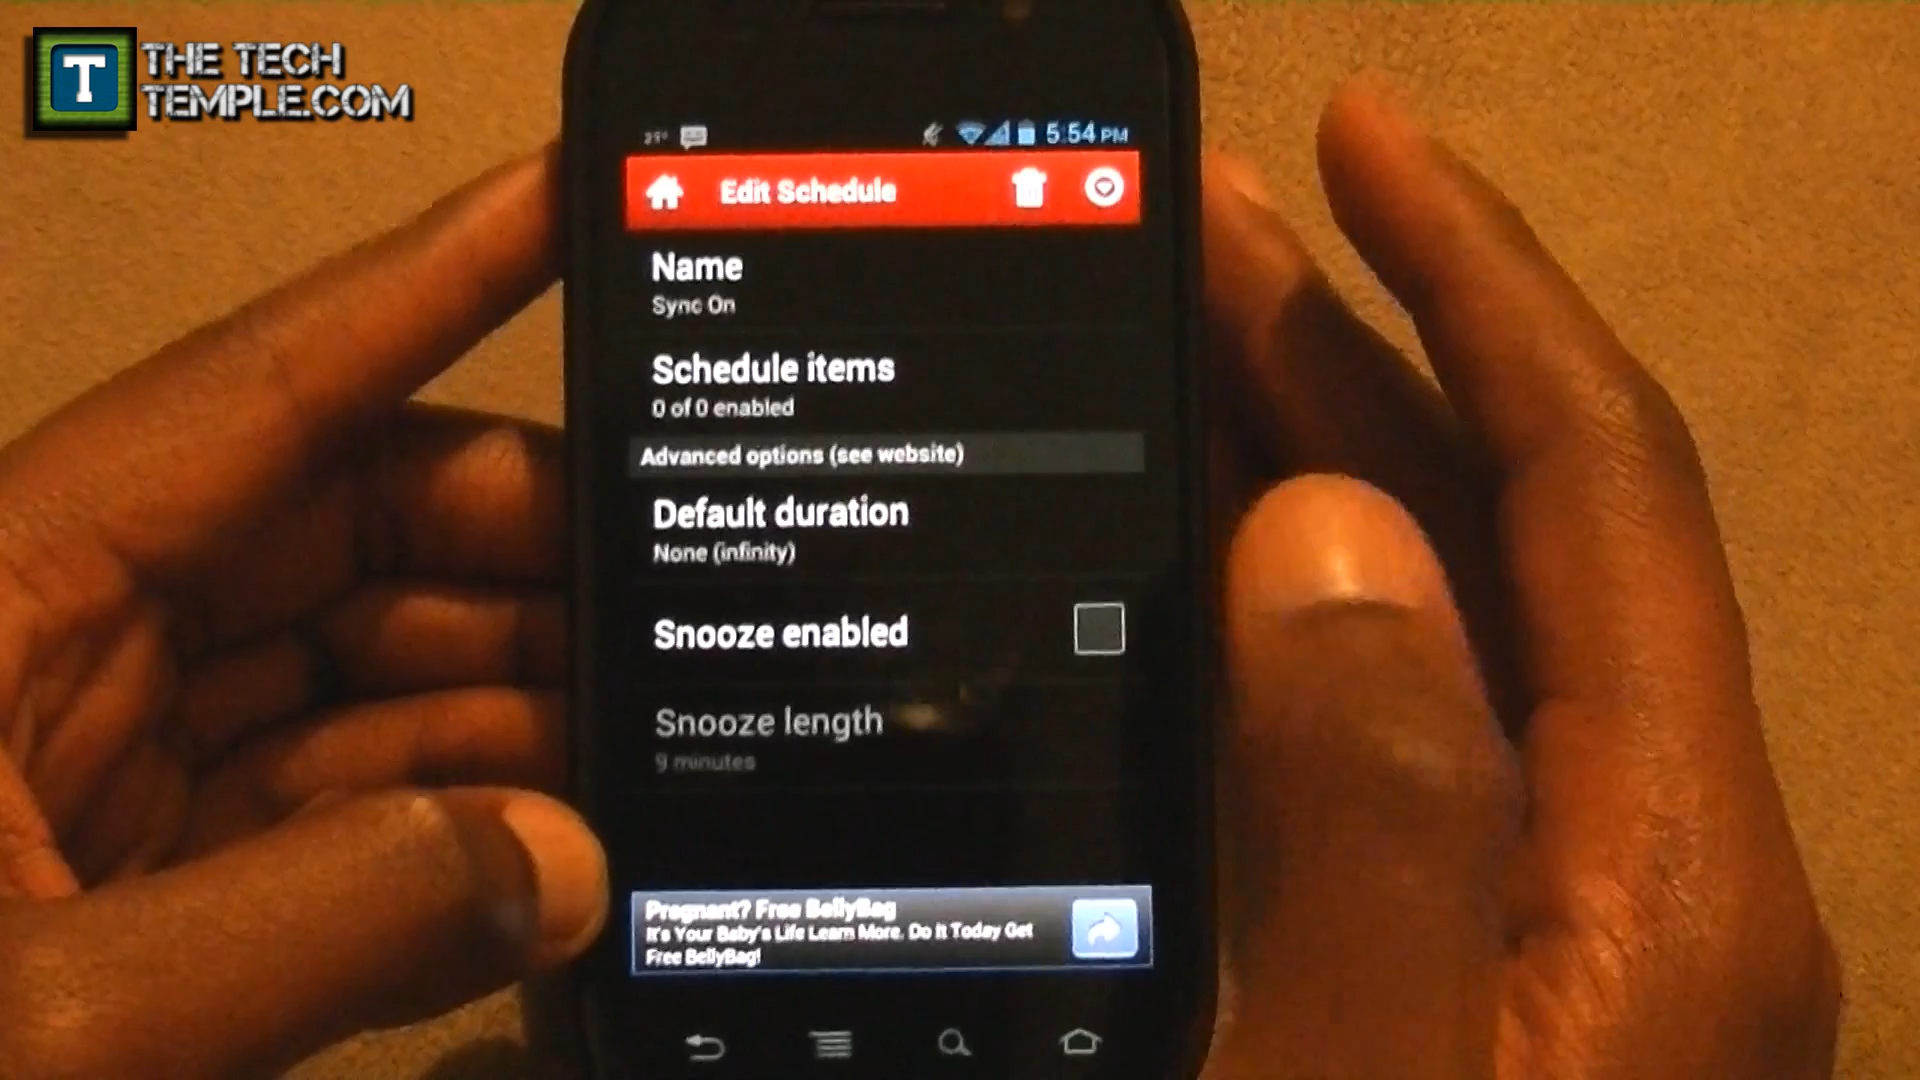 T THE TECH
TEMPLE.COM
25°
5:54 PM
Edit Schedule
Name
Sync On
Schedule items
0 of 0 enabled
Advanced options (see website)
Default duration
None (infinity)
Snooze enabled
Snooze length
9 minutes
Pregnant? Free BellyBag
It's Your Baby's Life Learn More. Do It Today Get
Free BellyBag!